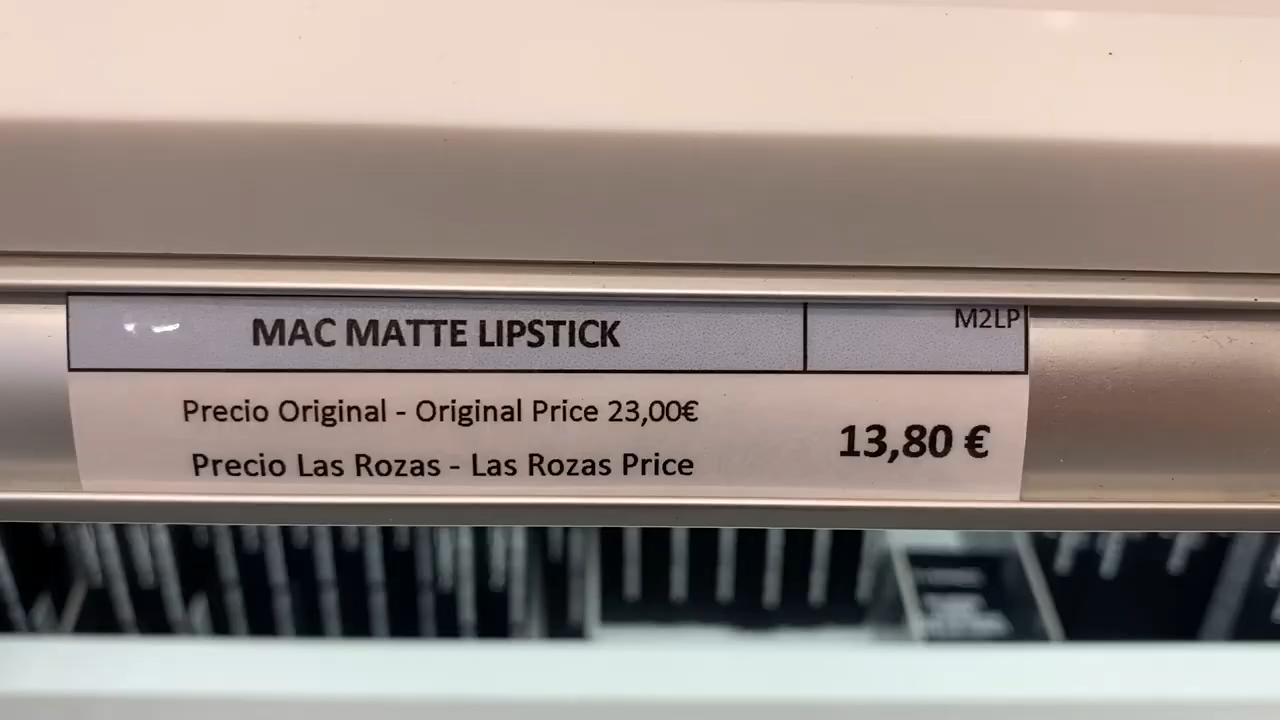 MAC MATTE LIPSTICK
M2LP
Precio Original - Original Price 23,00€
Precio Las Rozas - Las Rozas Price
13,80 €